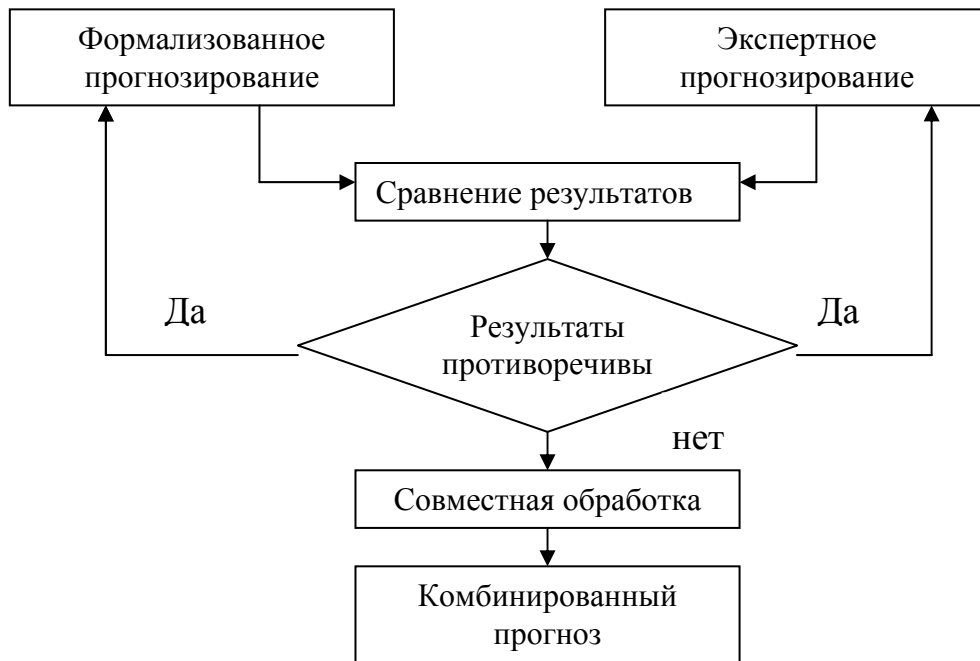 Формализованное
прогнозирование
Экспертное
прогнозирование
Сравнение результатов
Да
Результаты
противоречивы
Да
нет
Совместная обработка
Комбинированный
прогноз